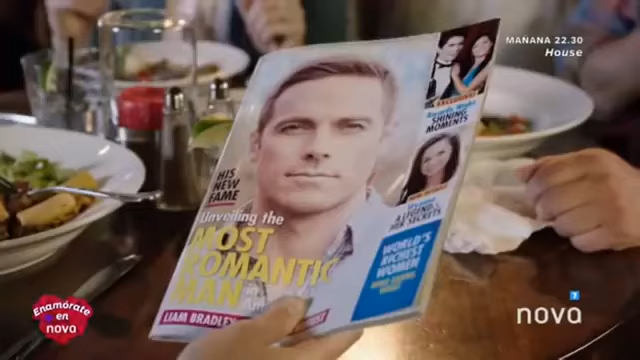 MAÑANA 22.30
House
EXCLUSIVE!
SHINING
MOMENTS
HIS
NEW
FAME
Unveiling the
MOST
ROMANTIC
MAN
A LEGEND &
HER SECRETS
WORLD'S
RICHEST
WOMEN
LIAM BRADLEY
Enamórate
en
nova
7
nova